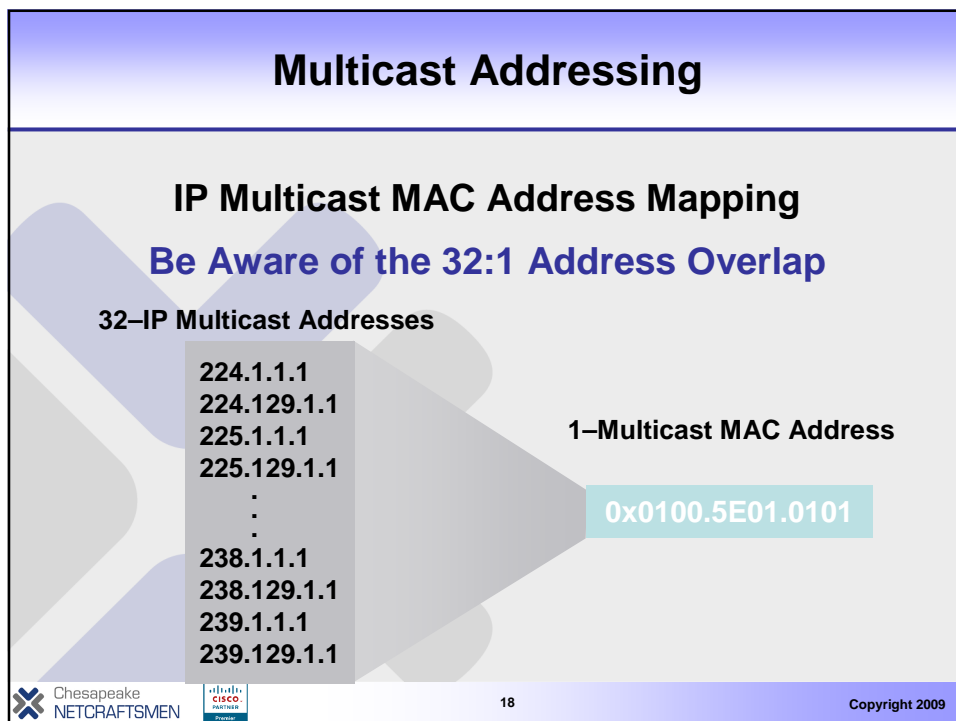 Multicast Addressing
IP Multicast MAC Address Mapping
Be Aware of the 32:1 Address Overlap
32–IP Multicast Addresses
224.1.1.1
224.129.1.1
225.1.1.1
225.129.1.1
.
.
.
238.1.1.1
238.129.1.1
239.1.1.1
239.129.1.1
1–Multicast MAC Address
0x0100.5E01.0101
Chesapeake
NETCRAFTSMEN
CISCO.
PARTNER
Premier
18
Copyright 2009